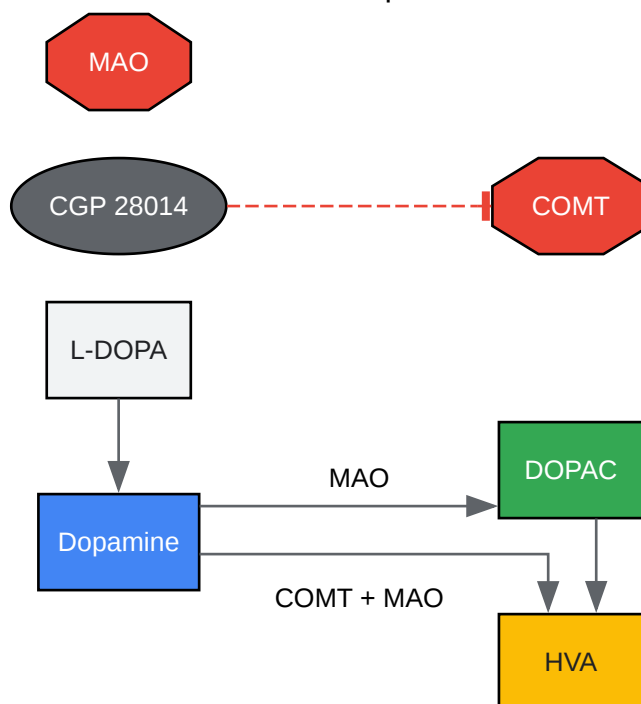 MAO
CGP 28014
COMT
L-DOPA
MAO
DOPAC
Dopamine
COMT + MAO
HVA